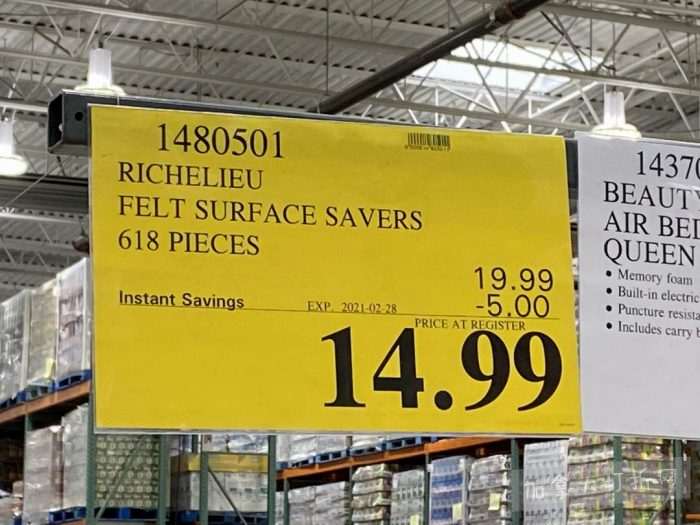 1480501
RICHELIEU
FELT SURFACE SAVERS
618 PIECES
19.99
Instant Savings EXP. 2021-02-28 -5.00
PRICE AT REGISTER
14.99
1437
BEAUTY
AIR BED
QUEEN
• Memory foam
• Built-in electric
• Puncture resista
• Includes carry b